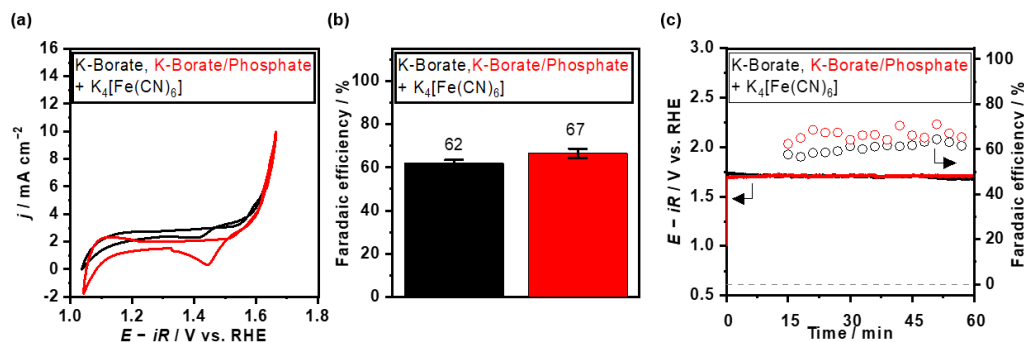 (a)
16
14
12
10
8
6
4
2
0
-2
j / mA cm⁻²
K-Borate, K-Borate/Phosphate
+ K₄[Fe(CN)₆]
1.0 1.2 1.4 1.6 1.8
E − iR / V vs. RHE
(b)
100
80
60
40
20
0
Faradaic efficiency / %
K-Borate,K-Borate/Phosphate
+ K₄[Fe(CN)₆]
62
67
(c)
3.0
2.5
2.0
1.5
1.0
0.5
E − iR / V vs. RHE
K-Borate, K-Borate/Phosphate
+ K₄[Fe(CN)₆]
100
80
60
40
20
0
Faradaic efficiency / %
0 15 30 45 60
Time / min